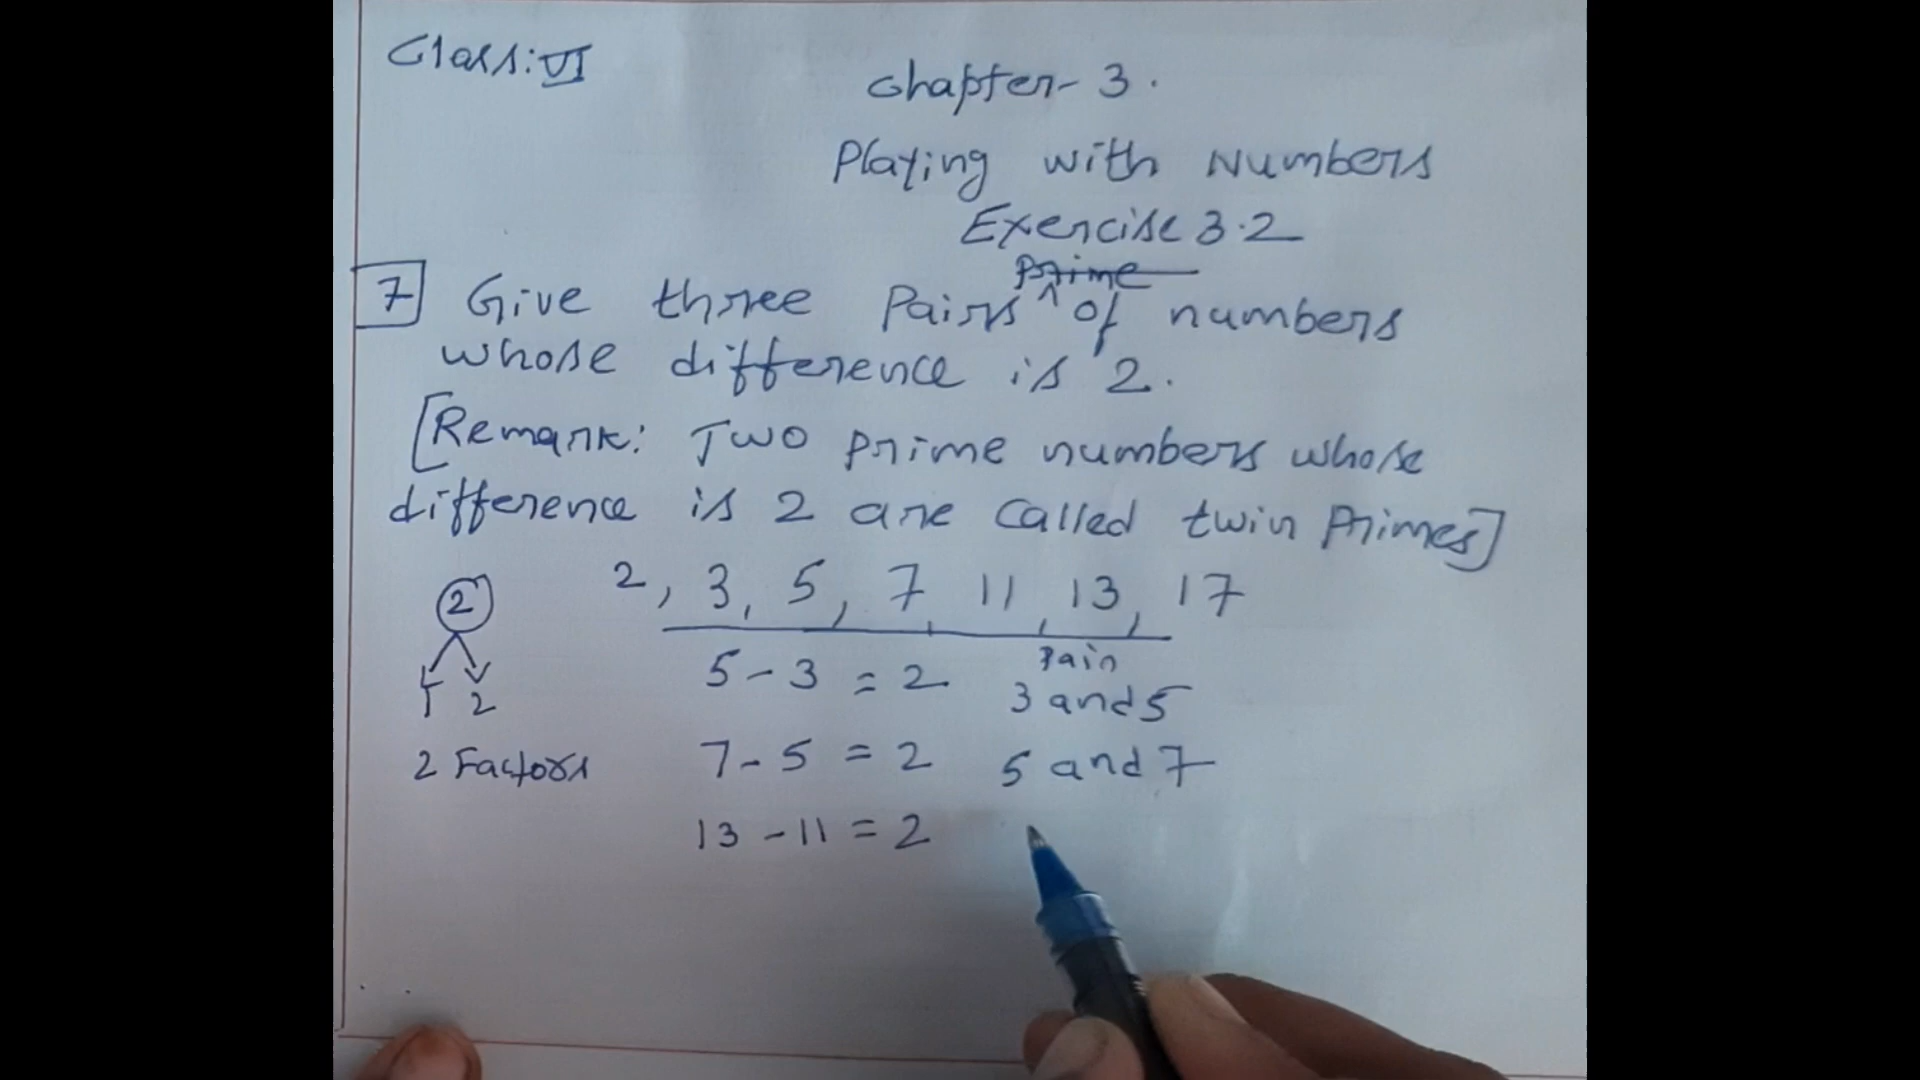 Class: VI
Chapter- 3.
Playing with Numbers
Exercise 3.2
Prime
7 Give three Pairs ^ of numbers
whose difference is 2.
[Remark: Two prime numbers whose
difference is 2 are called twin Primes]
2, 3, 5, 7, 11, 13, 17
2
1 2
2 Factors
5 - 3 = 2
Pair
3 and 5
7 - 5 = 2 5 and 7
13 - 11 = 2